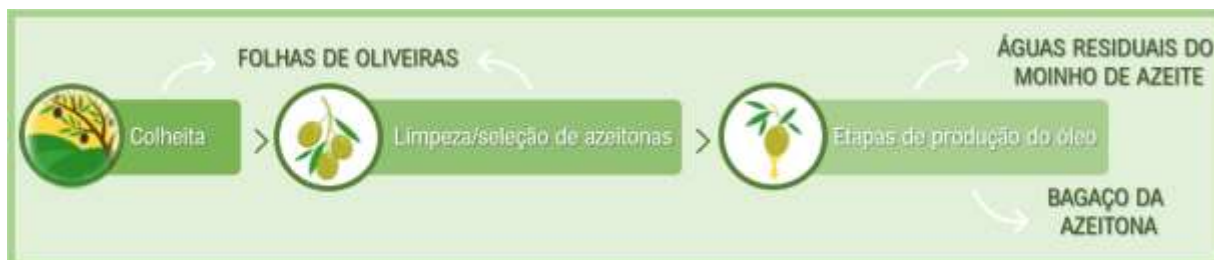 FOLHAS DE OLIVEIRAS
ÁGUAS RESIDUAIS DO
MOINHO DE AZEITE
Colheita
Limpeza/seleção de azeitonas
Etapas de produção do óleo
BAGAÇO DA
AZEITONA